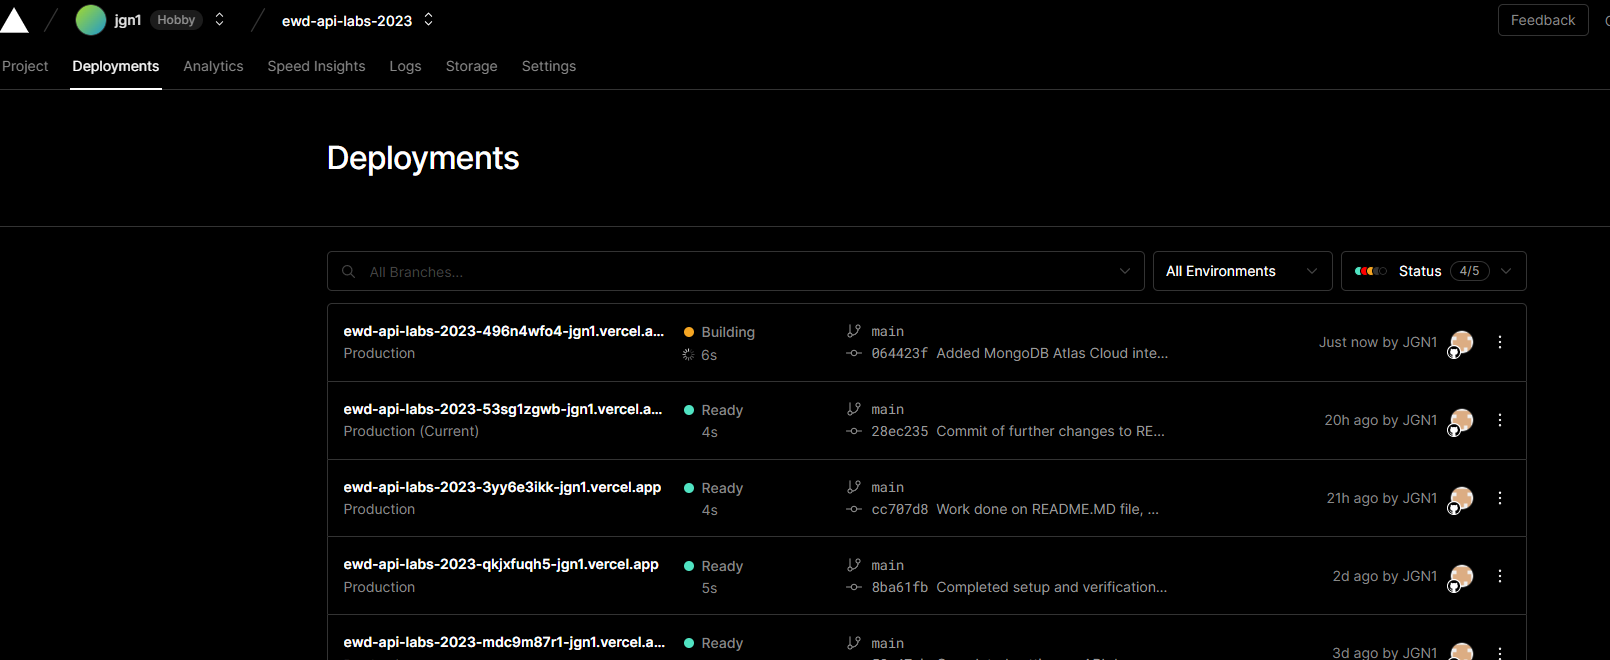 jgn1 Hobby ewd-api-labs-2023 Feedback
Project Deployments Analytics Speed Insights Logs Storage Settings
Deployments
All Branches... All Environments Status 4/5
ewd-api-labs-2023-496n4wfo4-jgn1.vercel.a... Building main
Production 6s 064423f Added MongoDB Atlas Cloud inte... Just now by JGN1
ewd-api-labs-2023-53sg1zgwb-jgn1.vercel.a... Ready main
Production (Current) 4s 28ec235 Commit of further changes to RE... 20h ago by JGN1
ewd-api-labs-2023-3yy6e3ikk-jgn1.vercel.app Ready main
Production 4s cc707d8 Work done on README.MD file, ... 21h ago by JGN1
ewd-api-labs-2023-qkjxfuqh5-jgn1.vercel.app Ready main
Production 5s 8ba61fb Completed setup and verification... 2d ago by JGN1
ewd-api-labs-2023-mdc9m87r1-jgn1.vercel.a... Ready main
3d ago by JGN1